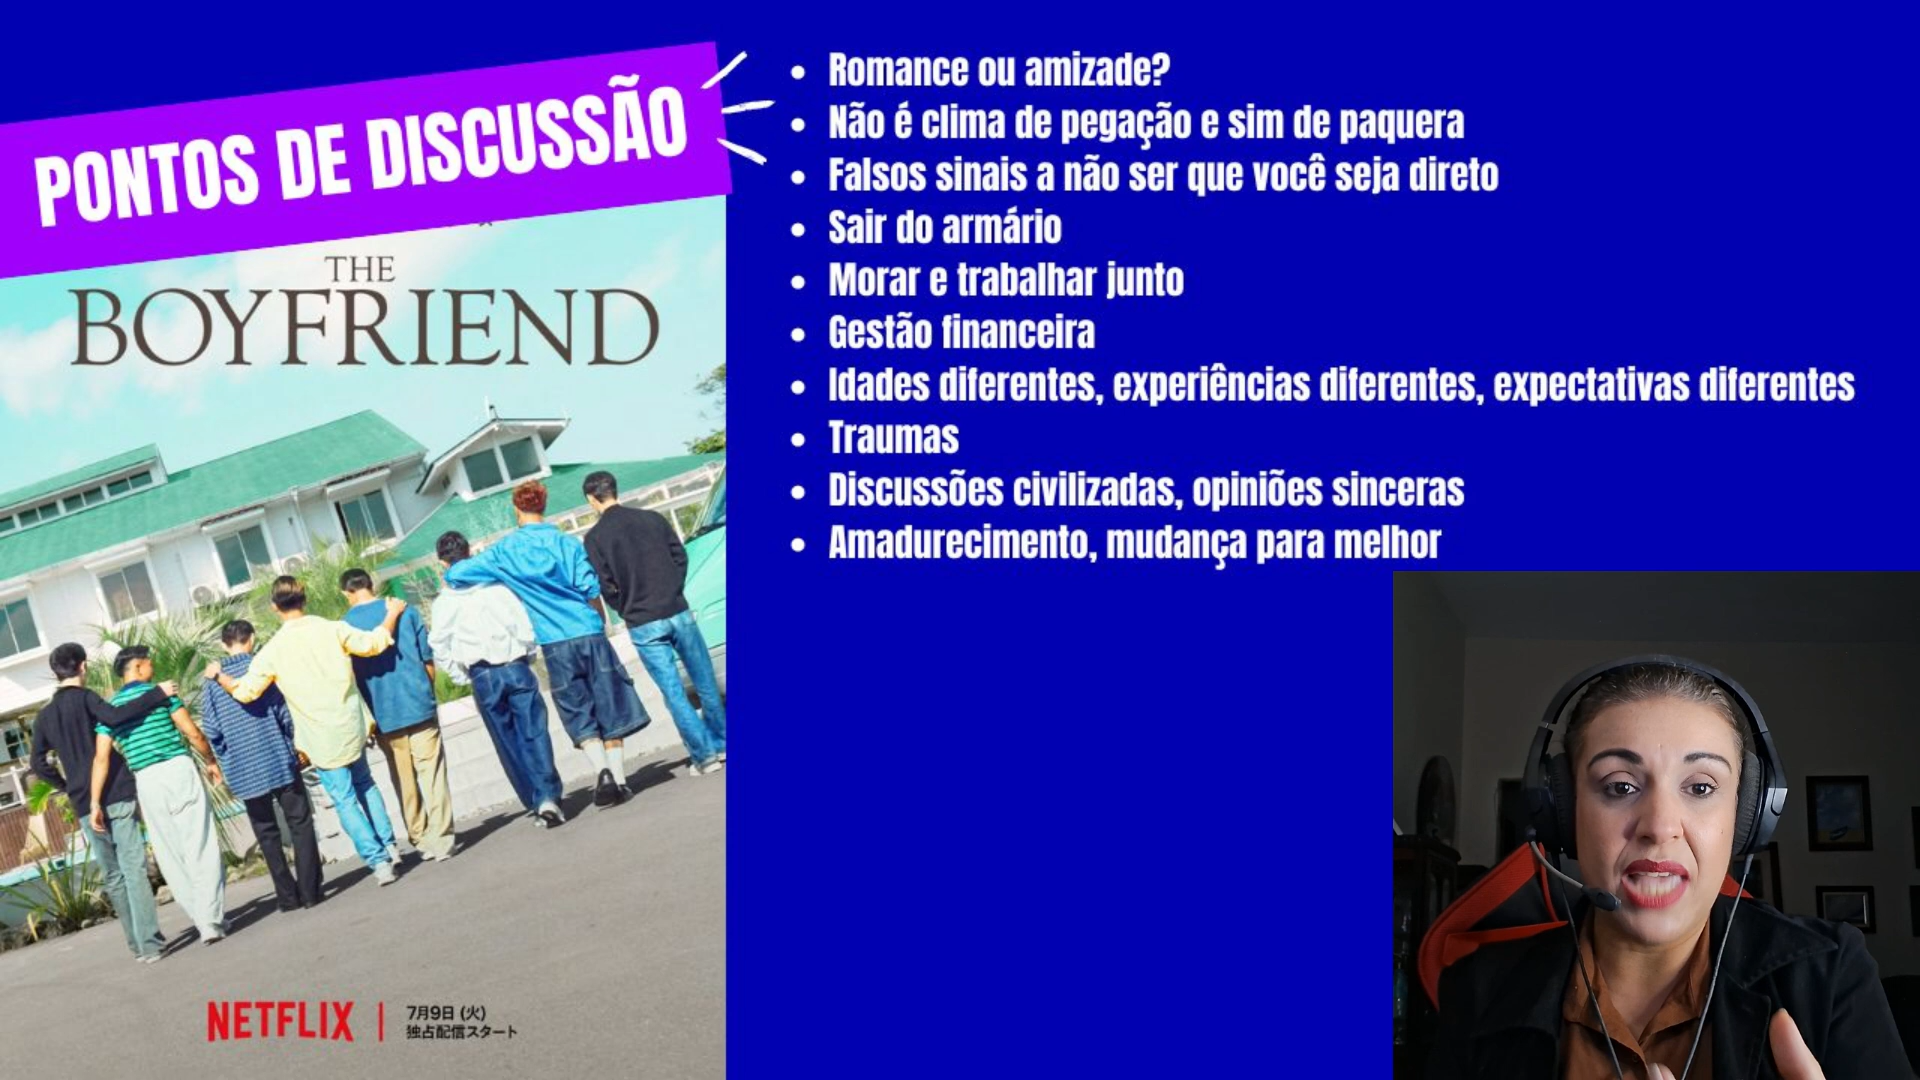 PONTOS DE DISCUSSÃO
THE
BOYFRIEND
NETFLIX
7月9日 (火)
独占配信スタート
Romance ou amizade?
Não é clima de pegação e sim de paquera
Falsos sinais a não ser que você seja direto
Sair do armário
Morar e trabalhar junto
Gestão financeira
Idades diferentes, experiências diferentes, expectativas diferentes
Traumas
Discussões civilizadas, opiniões sinceras
Amadurecimento, mudança para melhor